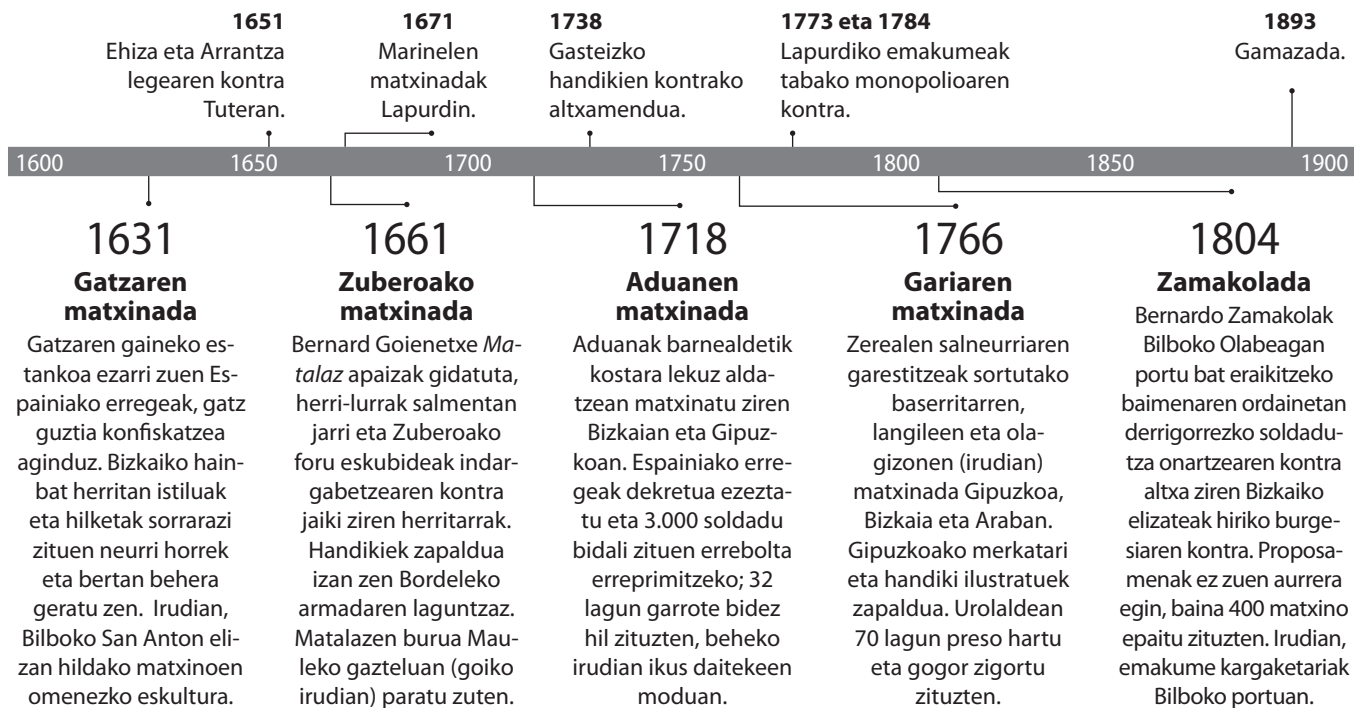 1651
Ehiza eta Arrantza
legearen kontra
Tuteran.
1671
Marinelen
matxinadak
Lapurdin.
1738
Gasteizko
handikien kontrako
altxamendua.
1773 eta 1784
Lapurdiko emakumeak
tabako monopolioaren
kontra.
1893
Gamazada.
1600 1650 1700 1750 1800 1850 1900
1631
Gatzaren
matxinada
Gatzaren gaineko es-
tankoa ezarri zuen Es-
painiako erregeak, gatz
guztia konfiskatzea
aginduz. Bizkaiko hain-
bat herritan istiluak
eta hilketak sorrarazi
zituen neurri horrek
eta bertan behera
geratu zen. Irudian,
Bilboko San Anton eli-
zan hildako matxinoen
omenezko eskultura.
1661
Zuberoako
matxinada
Bernard Goienetxe Ma-
talaz apaizak gidatuta,
herri-lurrak salmentan
jarri eta Zuberoako
foru eskubideak indar-
gabetzearen kontra
jaiki ziren herritarrak.
Handikiek zapaldua
izan zen Bordeleko
armadaren laguntzaz.
Matalazen burua Mau-
leko gazteluan (goiko
irudian) paratu zuten.
1718
Aduanen
matxinada
Aduanak barnealdetik
kostara lekuz alda-
tzean matxinatu ziren
Bizkaian eta Gipuz-
koan. Espainiako erre-
geak dekretua ezezta-
tu eta 3.000 soldadu
bidali zituen errebolta
erreprimitzeko; 32
lagun garrote bidez
hil zituzten, beheko
irudian ikus daitekeen
moduan.
1766
Gariaren
matxinada
Zerealen salneurriaren
garestitzeak sortutako
baserritarren,
langileen eta ola-
gizonen (irudian)
matxinada Gipuzkoa,
Bizkaia eta Araban.
Gipuzkoako merkatari
eta handiki ilustratuek
zapaldua. Urolaldean
70 lagun preso hartu
eta gogor zigortu
zituzten.
1804
Zamakolada
Bernardo Zamakolak
Bilboko Olabeagan
portu bat eraikitzeko
baimenaren ordainetan
derrigorrezko soldadu-
tza onartzearen kontra
altxa ziren Bizkaiko
elizateak hiriko burge-
siaren kontra. Proposa-
menak ez zuen aurrera
egin, baina 400 matxino
epaitu zituzten. Irudian,
emakume kargaketariak
Bilboko portuan.